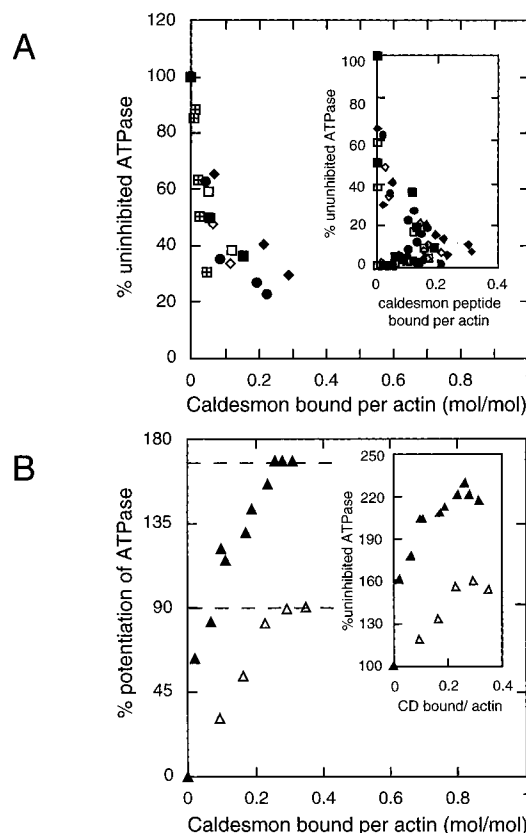 A
% uninhibited ATPase
100
80
60
40
20
0
0 0.2 0.4 0.6 0.8 1
Caldesmon bound per actin (mol/mol)
% ununhibited ATPase
100
80
60
40
20
0
0 0.2 0.4
caldesmon peptide
bound per actin
B
% potentiation of ATPase
180
135
90
45
0
0 0.2 0.4 0.6 0.8 1
Caldesmon bound per actin (mol/mol)
%uninhibited ATPase
250
220
190
160
130
100
0 0.2 0.4
CD bound/ actin